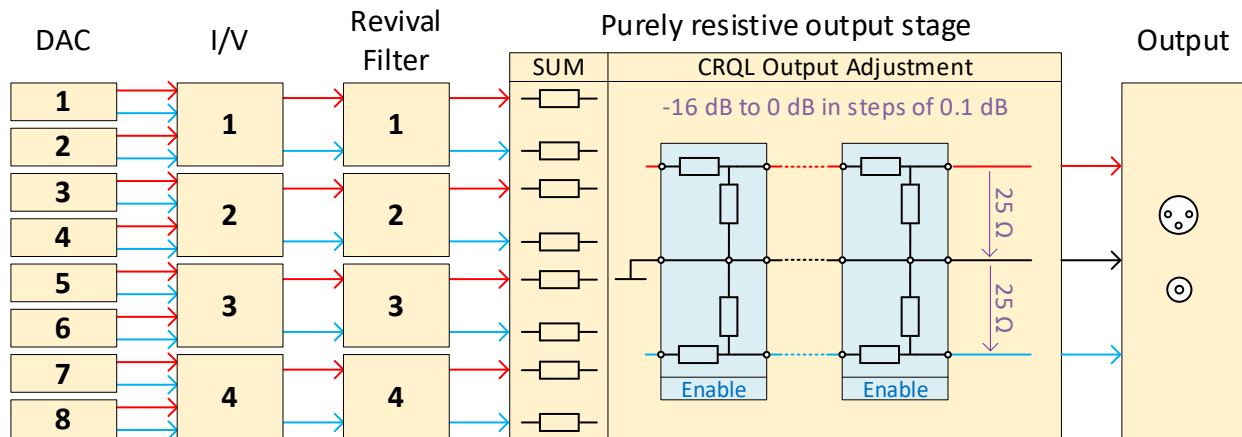 DAC
I/V
Revival
Filter
Purely resistive output stage
Output
SUM
CRQL Output Adjustment
-16 dB to 0 dB in steps of 0.1 dB
1
2
3
4
5
6
7
8
1
2
3
4
1
2
3
4
25 Ω
25 Ω
Enable
Enable